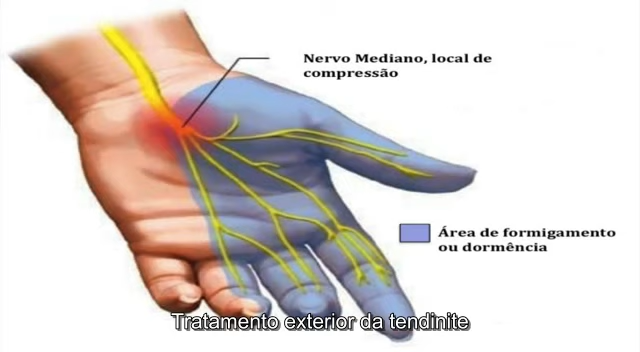 Nervo Mediano, local de
compressão
Área de formigamento
ou dormência
Tratamento exterior da tendinite